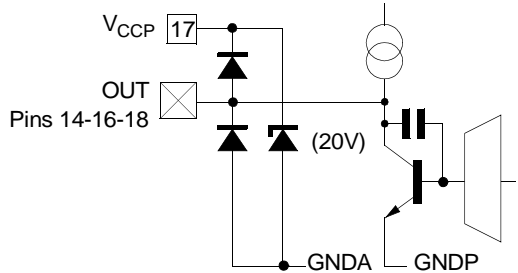 VCCP 17
OUT
Pins 14-16-18
(20V)
GNDA
GNDP